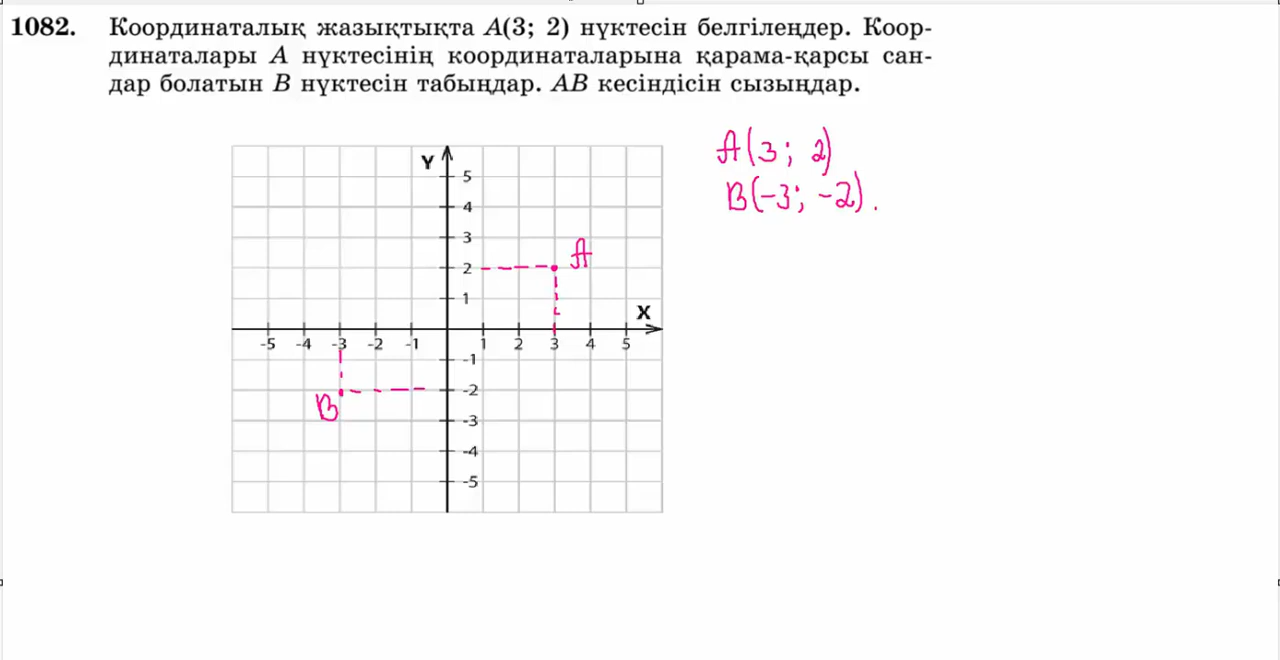 1082. Координаталық жазықтықта A(3; 2) нүктесін белгілеңдер. Коор-
динаталары A нүктесінің координаталарына қарама-қарсы сан-
дар болатын B нүктесін табыңдар. AB кесіндісін сызыңдар.
A(3; 2)
B(-3; -2).
Y
5
4
3
A
2
1
X
-5 -4 -3 -2 -1 1 2 3 4 5
-1
-2
B
-3
-4
-5